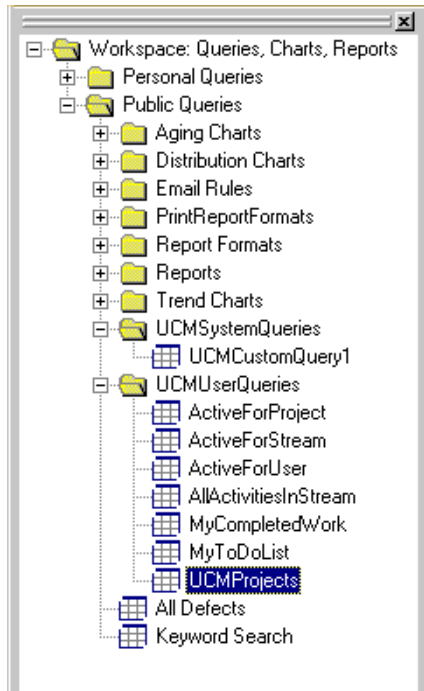 Workspace: Queries, Charts, Reports
Personal Queries
Public Queries
Aging Charts
Distribution Charts
Email Rules
PrintReportFormats
Report Formats
Reports
Trend Charts
UCMSystemQueries
UCMCustomQuery1
UCMUserQueries
ActiveForProject
ActiveForStream
ActiveForUser
AllActivitiesInStream
MyCompletedWork
MyToDoList
UCMProjects
All Defects
Keyword Search